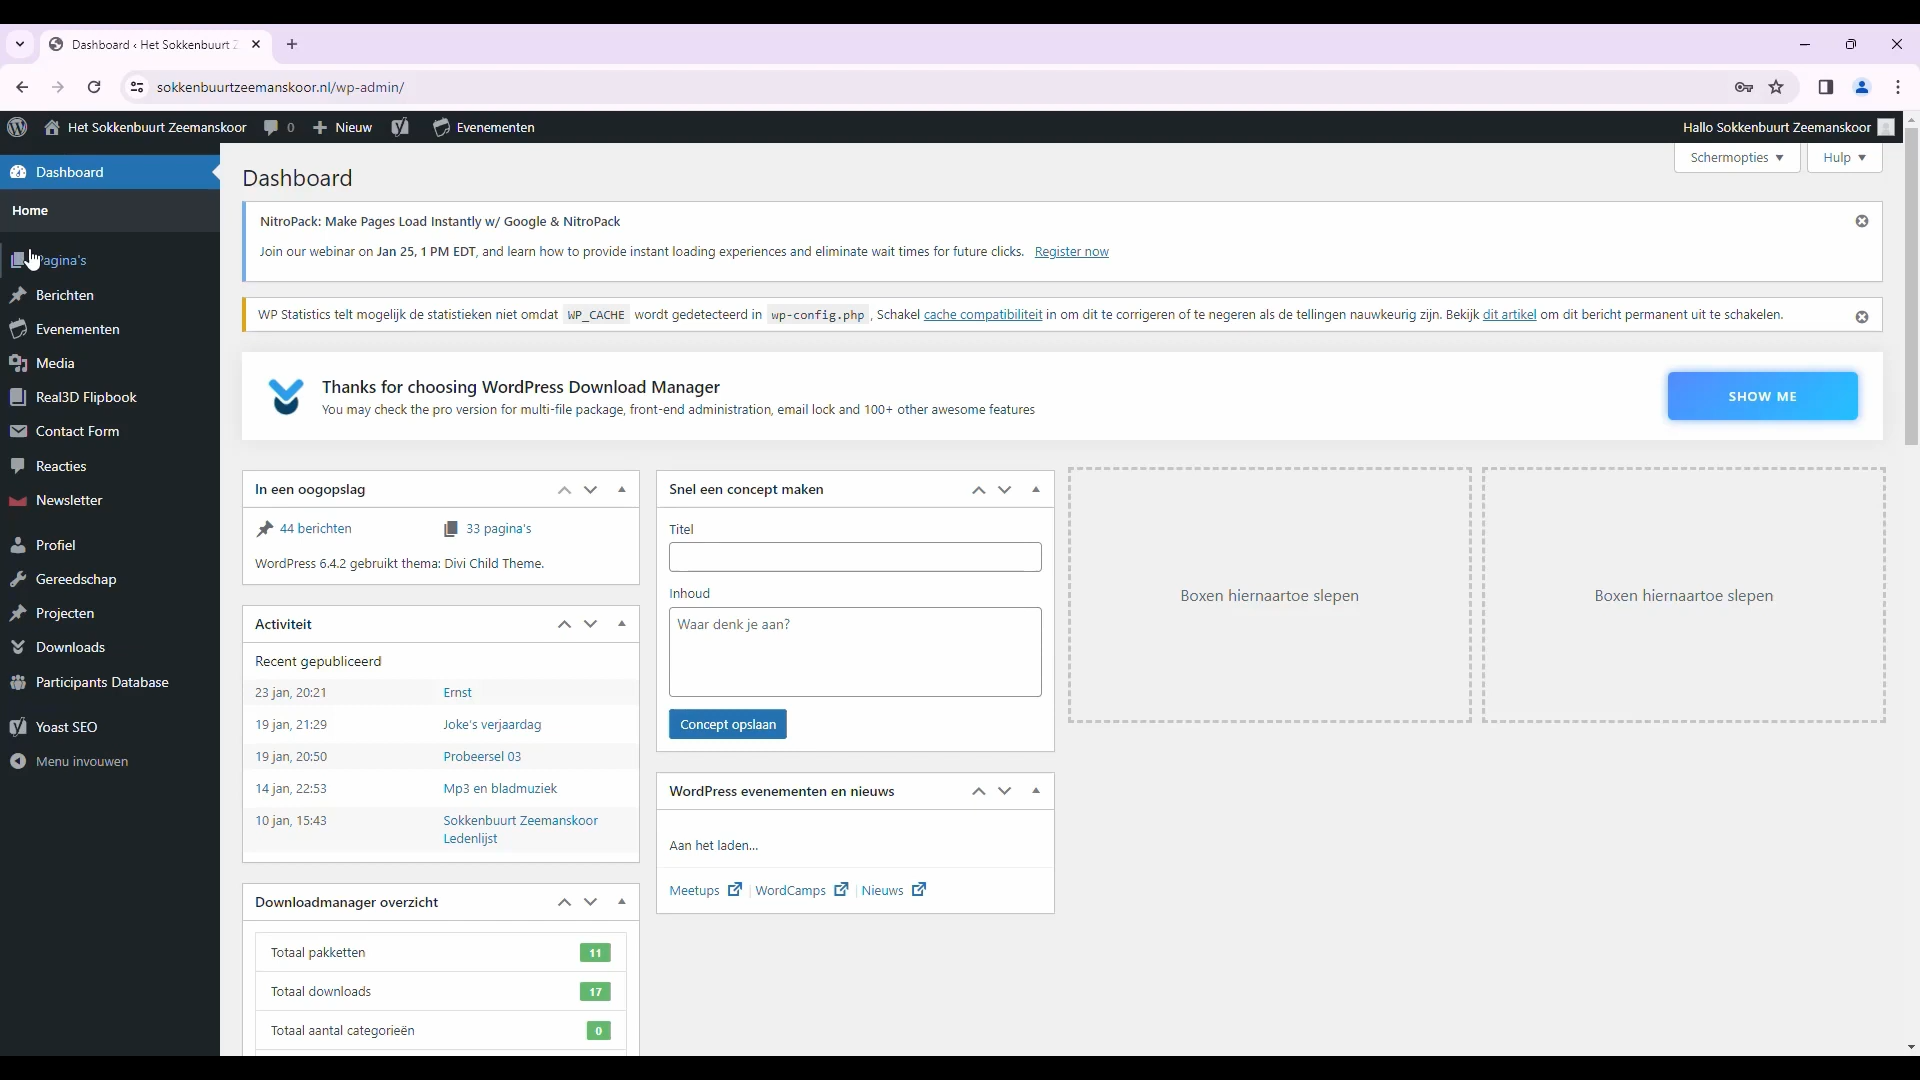 Dashboard ‹ Het Sokkenbuurt Z
sokkenbuurtzeemanskoor.nl/wp-admin/
Het Sokkenbuurt Zeemanskoor 0 Nieuw Evenementen Hallo Sokkenbuurt Zeemanskoor
Schermopties ▼ Hulp ▼
Dashboard
Home
Pagina's
Berichten
Evenementen
Media
Real3D Flipbook
Contact Form
Reacties
Newsletter
Profiel
Gereedschap
Projecten
Downloads
Participants Database
Yoast SEO
Menu invouwen
Dashboard
NitroPack: Make Pages Load Instantly w/ Google & NitroPack
Join our webinar on Jan 25, 1 PM EDT, and learn how to provide instant loading experiences and eliminate wait times for future clicks. Register now
WP Statistics telt mogelijk de statistieken niet omdat WP_CACHE wordt gedetecteerd in wp-config.php , Schakel cache compatibiliteit in om dit te corrigeren of te negeren als de tellingen nauwkeurig zijn. Bekijk dit artikel om dit bericht permanent uit te schakelen.
Thanks for choosing WordPress Download Manager
You may check the pro version for multi-file package, front-end administration, email lock and 100+ other awesome features
SHOW ME
In een oogopslag
44 berichten 33 pagina's
WordPress 6.4.2 gebruikt thema: Divi Child Theme.
Activiteit
Recent gepubliceerd
23 jan, 20:21 Ernst
19 jan, 21:29 Joke's verjaardag
19 jan, 20:50 Probeersel 03
14 jan, 22:53 Mp3 en bladmuziek
10 jan, 15:43 Sokkenbuurt Zeemanskoor
Ledenlijst
Downloadmanager overzicht
Totaal pakketten 11
Totaal downloads 17
Totaal aantal categorieën 0
Snel een concept maken
Titel
Inhoud
Waar denk je aan?
Concept opslaan
WordPress evenementen en nieuws
Aan het laden...
Meetups | WordCamps | Nieuws
Boxen hiernaartoe slepen
Boxen hiernaartoe slepen